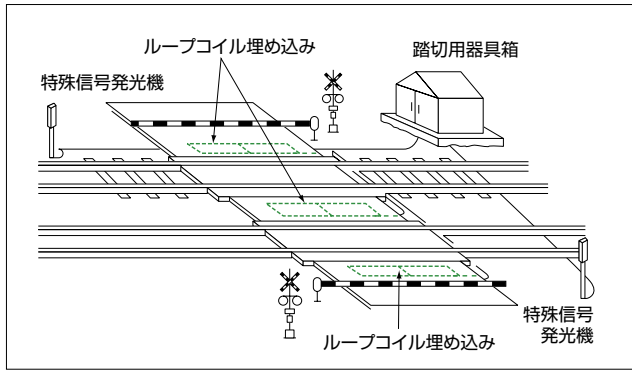 ループコイル埋め込み
踏切用器具箱
特殊信号発光機
特殊信号
発光機
ループコイル埋め込み